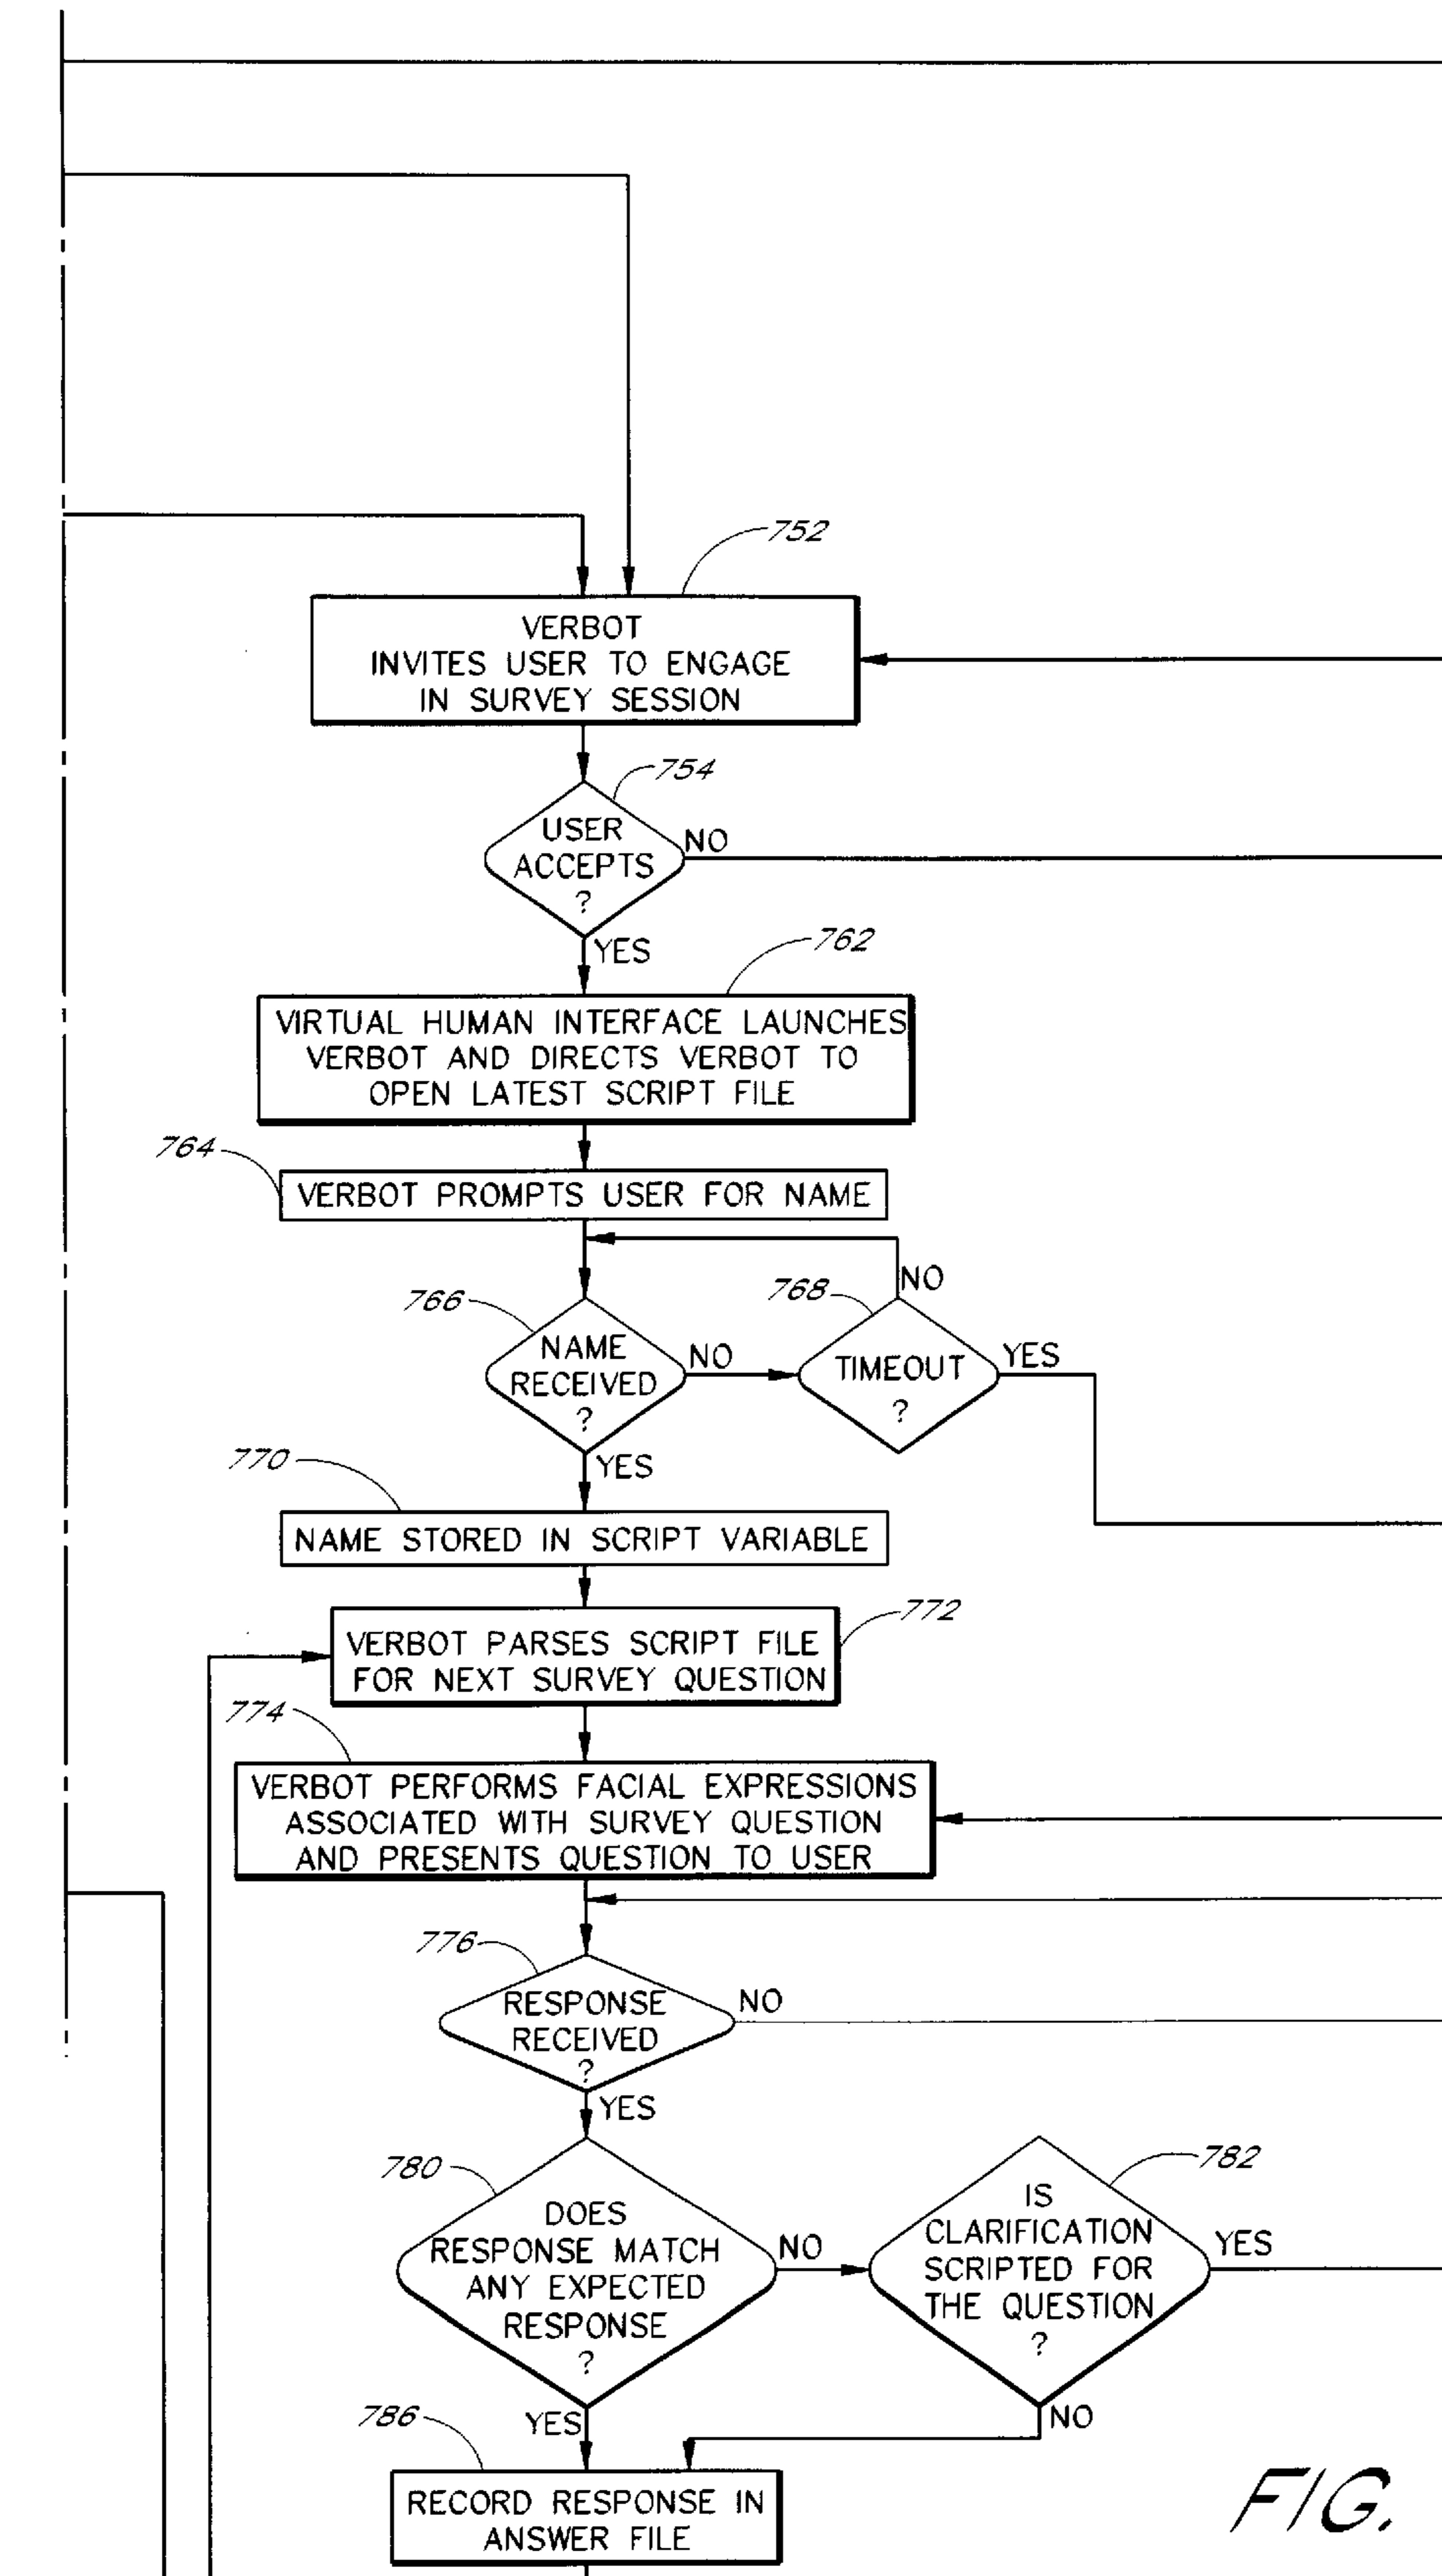 752
VERBOT
INVITES USER TO ENGAGE
IN SURVEY SESSION
754
USER
ACCEPTS
?
NO
YES
762
VIRTUAL HUMAN INTERFACE LAUNCHES
VERBOT AND DIRECTS VERBOT TO
OPEN LATEST SCRIPT FILE
764
VERBOT PROMPTS USER FOR NAME
766
NAME
RECEIVED
?
NO
768
NO
TIMEOUT
?
YES
YES
770
NAME STORED IN SCRIPT VARIABLE
772
VERBOT PARSES SCRIPT FILE
FOR NEXT SURVEY QUESTION
774
VERBOT PERFORMS FACIAL EXPRESSIONS
ASSOCIATED WITH SURVEY QUESTION
AND PRESENTS QUESTION TO USER
776
RESPONSE
RECEIVED
?
NO
YES
780
DOES
RESPONSE MATCH
ANY EXPECTED
RESPONSE
?
NO
782
IS
CLARIFICATION
SCRIPTED FOR
THE QUESTION
?
YES
NO
YES
786
RECORD RESPONSE IN
ANSWER FILE
FIG.